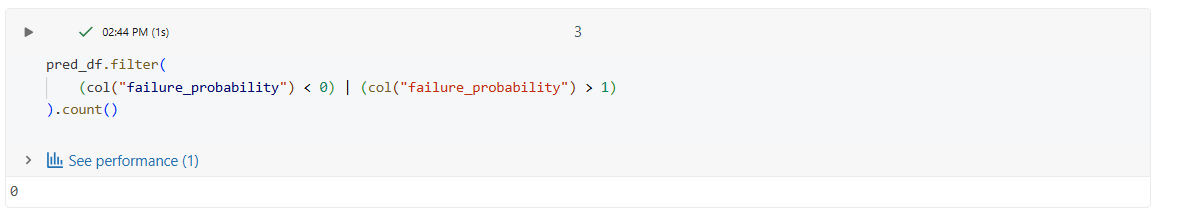 02:44 PM (1s)
3
pred_df.filter(
(col("failure_probability") < 0) | (col("failure_probability") > 1)
).count()
See performance (1)
0